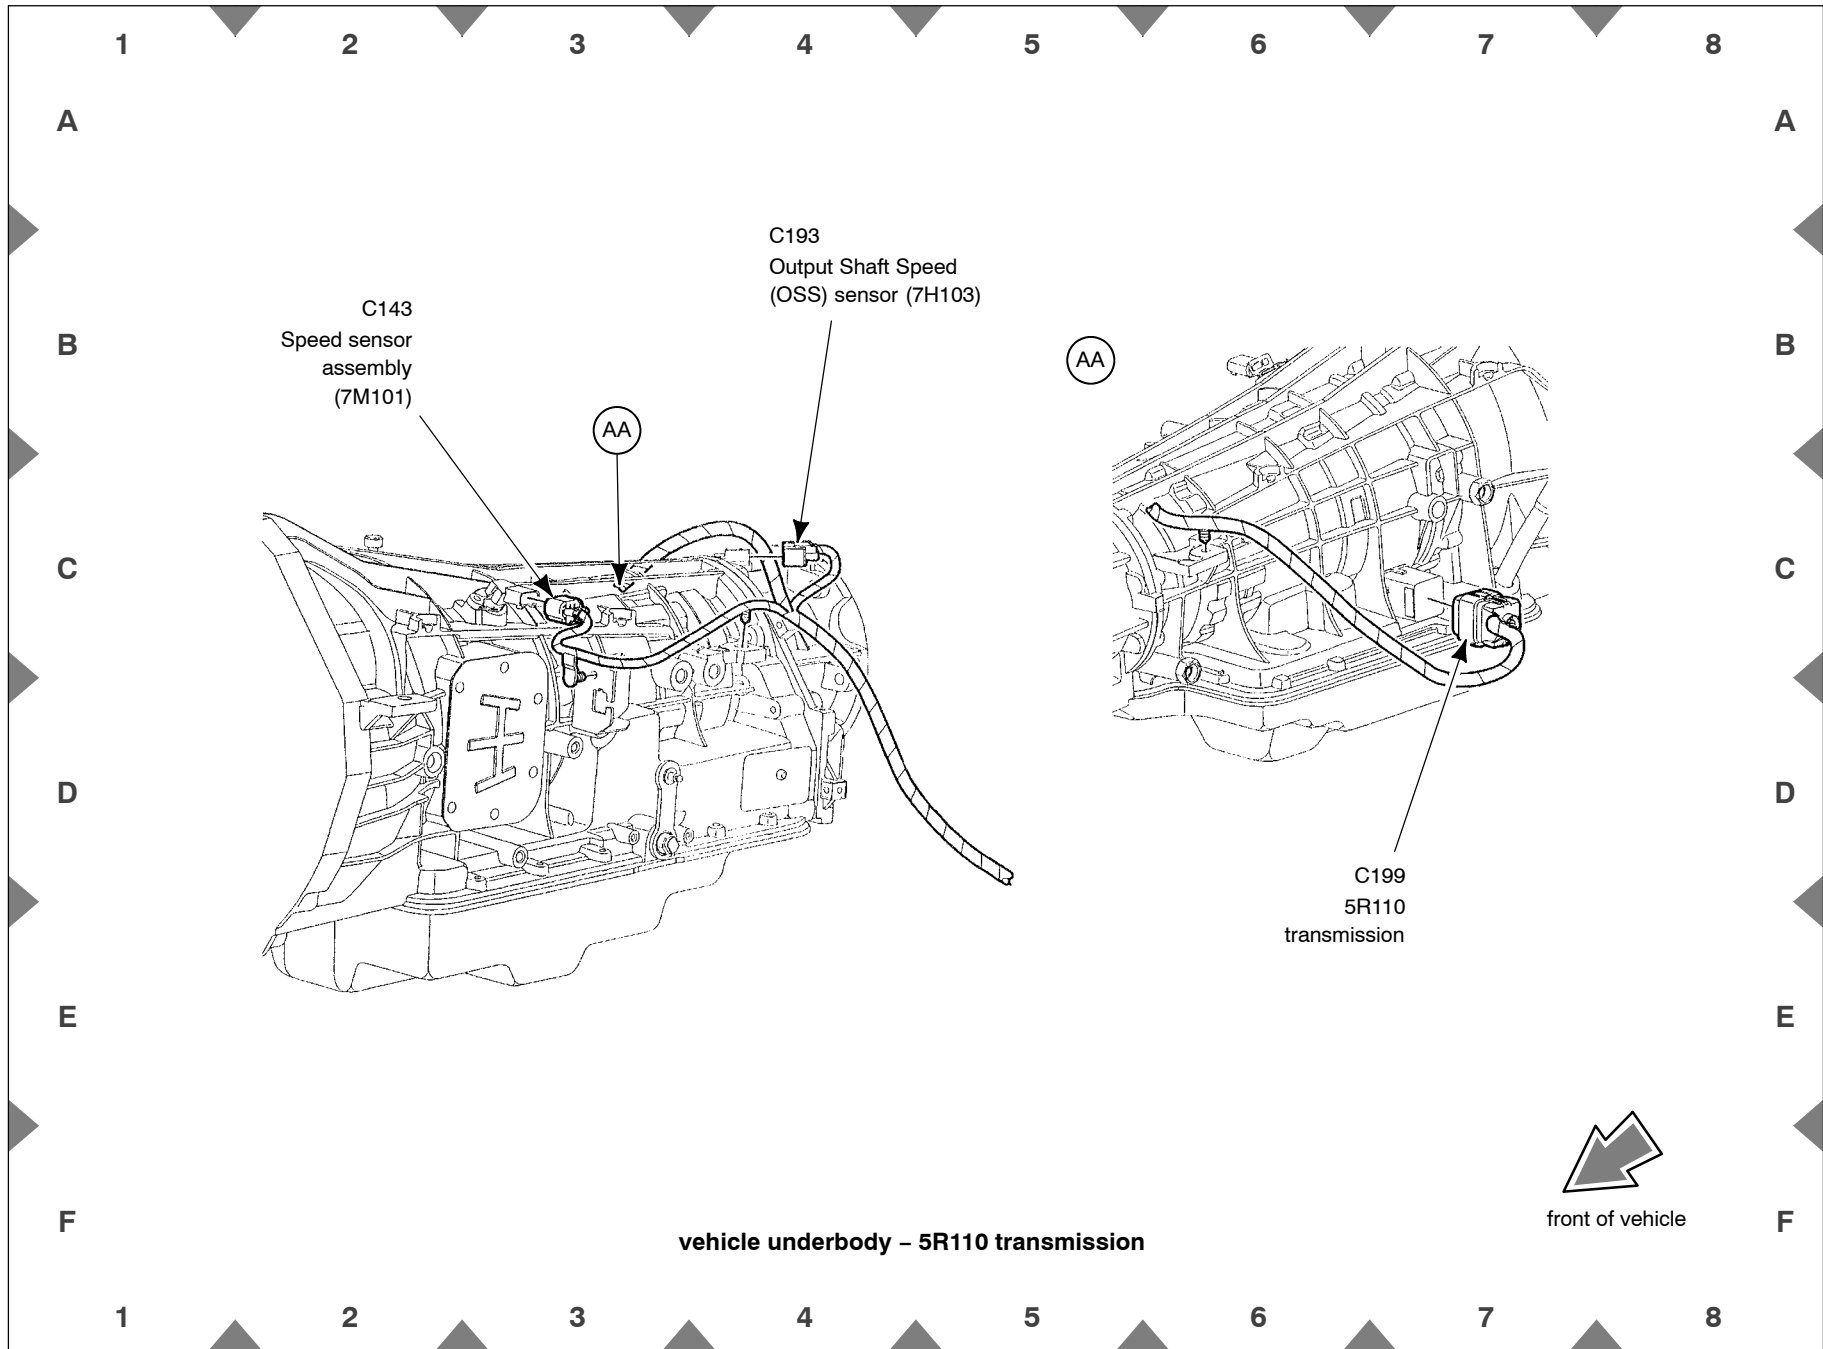 1 2 3 4 5 6 7 8
A A
C193
Output Shaft Speed
(OSS) sensor (7H103)
C143
Speed sensor
assembly
(7M101)
B B
AA
AA
C C
D D
C199
5R110
transmission
E E
front of vehicle
F F
vehicle underbody – 5R110 transmission
1 2 3 4 5 6 7 8